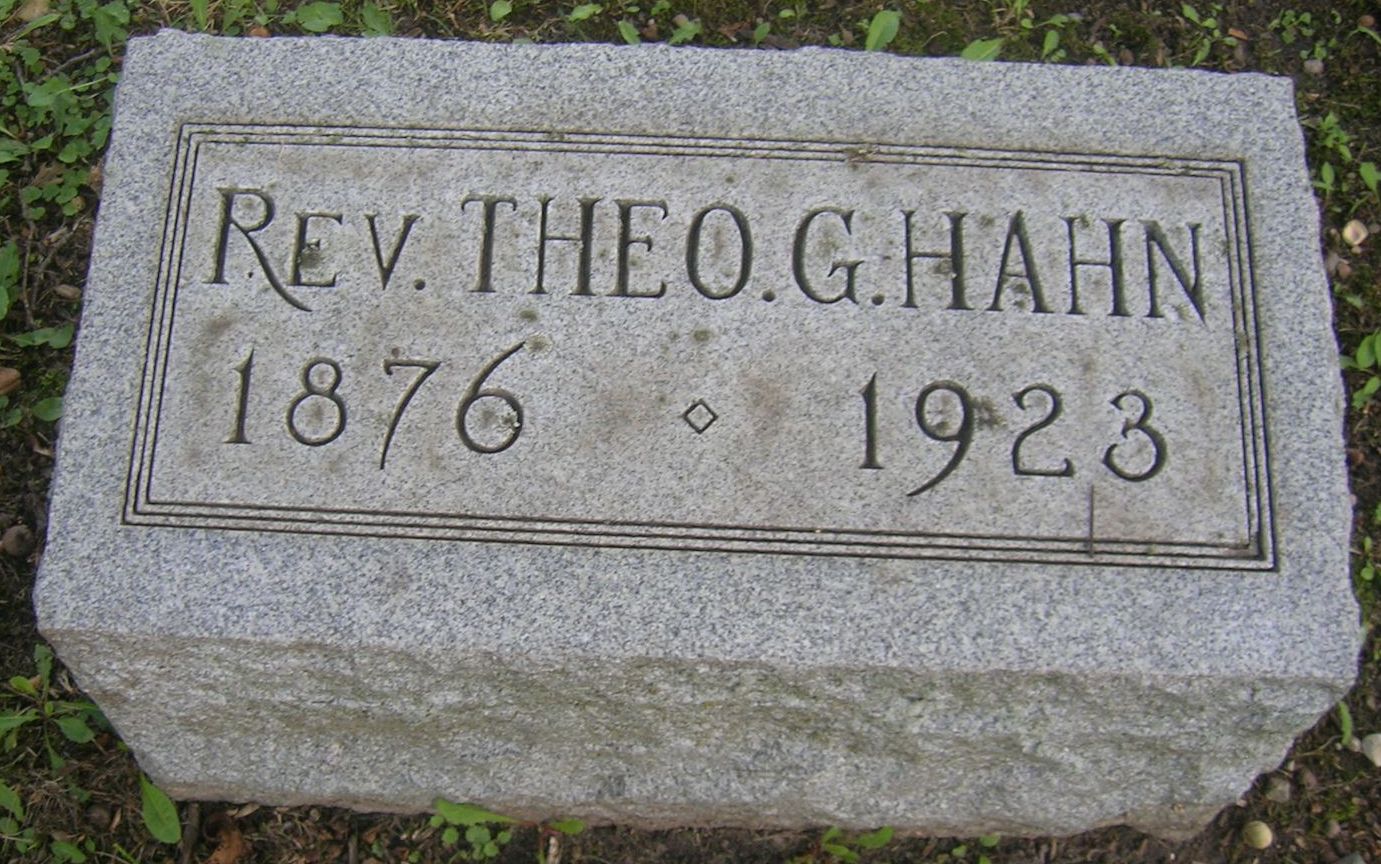 REV. THEO. G. HAHN
1876 ◇ 1923